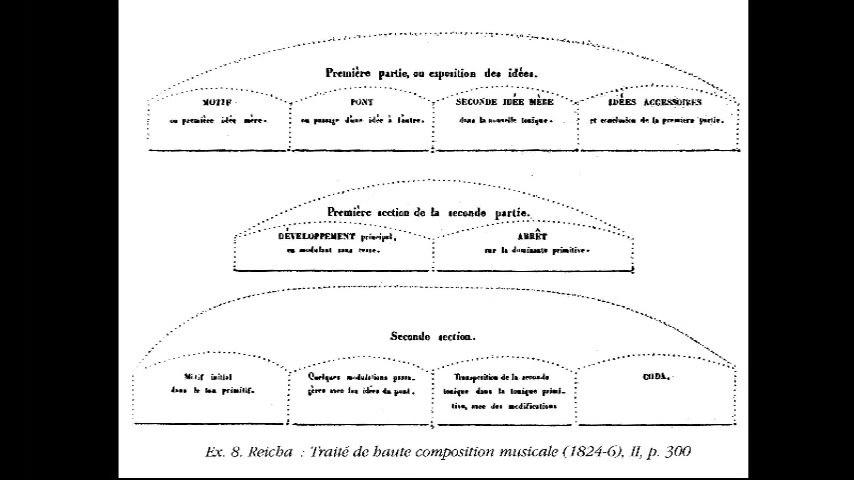 Première partie, ou exposition des idées.
MOTIF
ou première idée mère.
PONT
ou passage d'une idée à l'autre.
SECONDE IDÉE MÈRE
dans la nouvelle tonique.
IDÉES ACCESSOIRES
et conclusion de la première partie.
Première section de la seconde partie.
DÉVELOPPEMENT principal,
en modulant sans cesse.
ARRÊT
sur la dominante primitive.
Seconde section.
Motif initial
dans le ton primitif.
Quelques modulations passa-
gères avec les idées du pont.
Transposition de la seconde
tonique dans la tonique primi-
tive, avec des modifications
CODA.
Ex. 8. Reicha : Traité de haute composition musicale (1824-6), II, p. 300